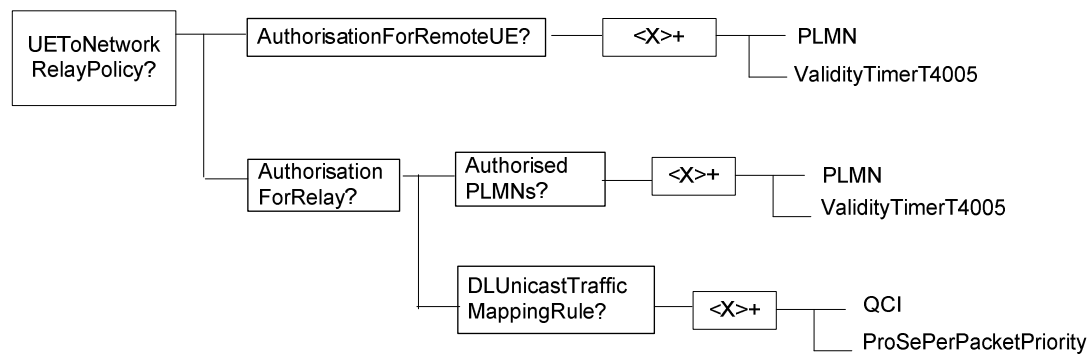 UEToNetwork
RelayPolicy?
AuthorisationForRemoteUE?
<X>+
PLMN
ValidityTimerT4005
Authorisation
ForRelay?
Authorised
PLMNs?
<X>+
PLMN
ValidityTimerT4005
DLUnicastTraffic
MappingRule?
<X>+
QCI
ProSePerPacketPriority